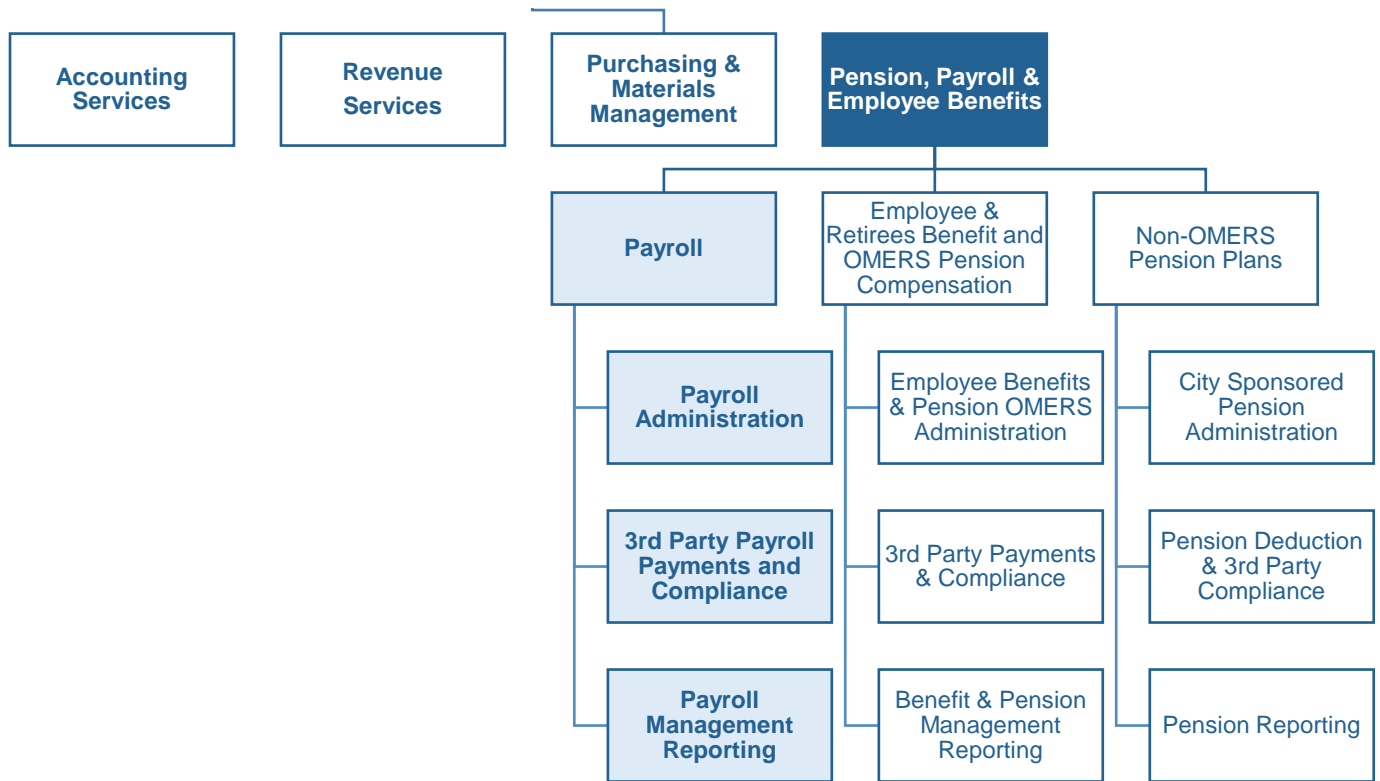 Accounting
Services
Revenue
Services
Purchasing &
Materials
Management
Pension, Payroll &
Employee Benefits
Payroll
Employee &
Retirees Benefit and
OMERS Pension
Compensation
Non-OMERS
Pension Plans
Payroll
Administration
Employee Benefits
& Pension OMERS
Administration
City Sponsored
Pension
Administration
3rd Party Payroll
Payments and
Compliance
3rd Party Payments
& Compliance
Pension Deduction
& 3rd Party
Compliance
Payroll
Management
Reporting
Benefit & Pension
Management
Reporting
Pension Reporting